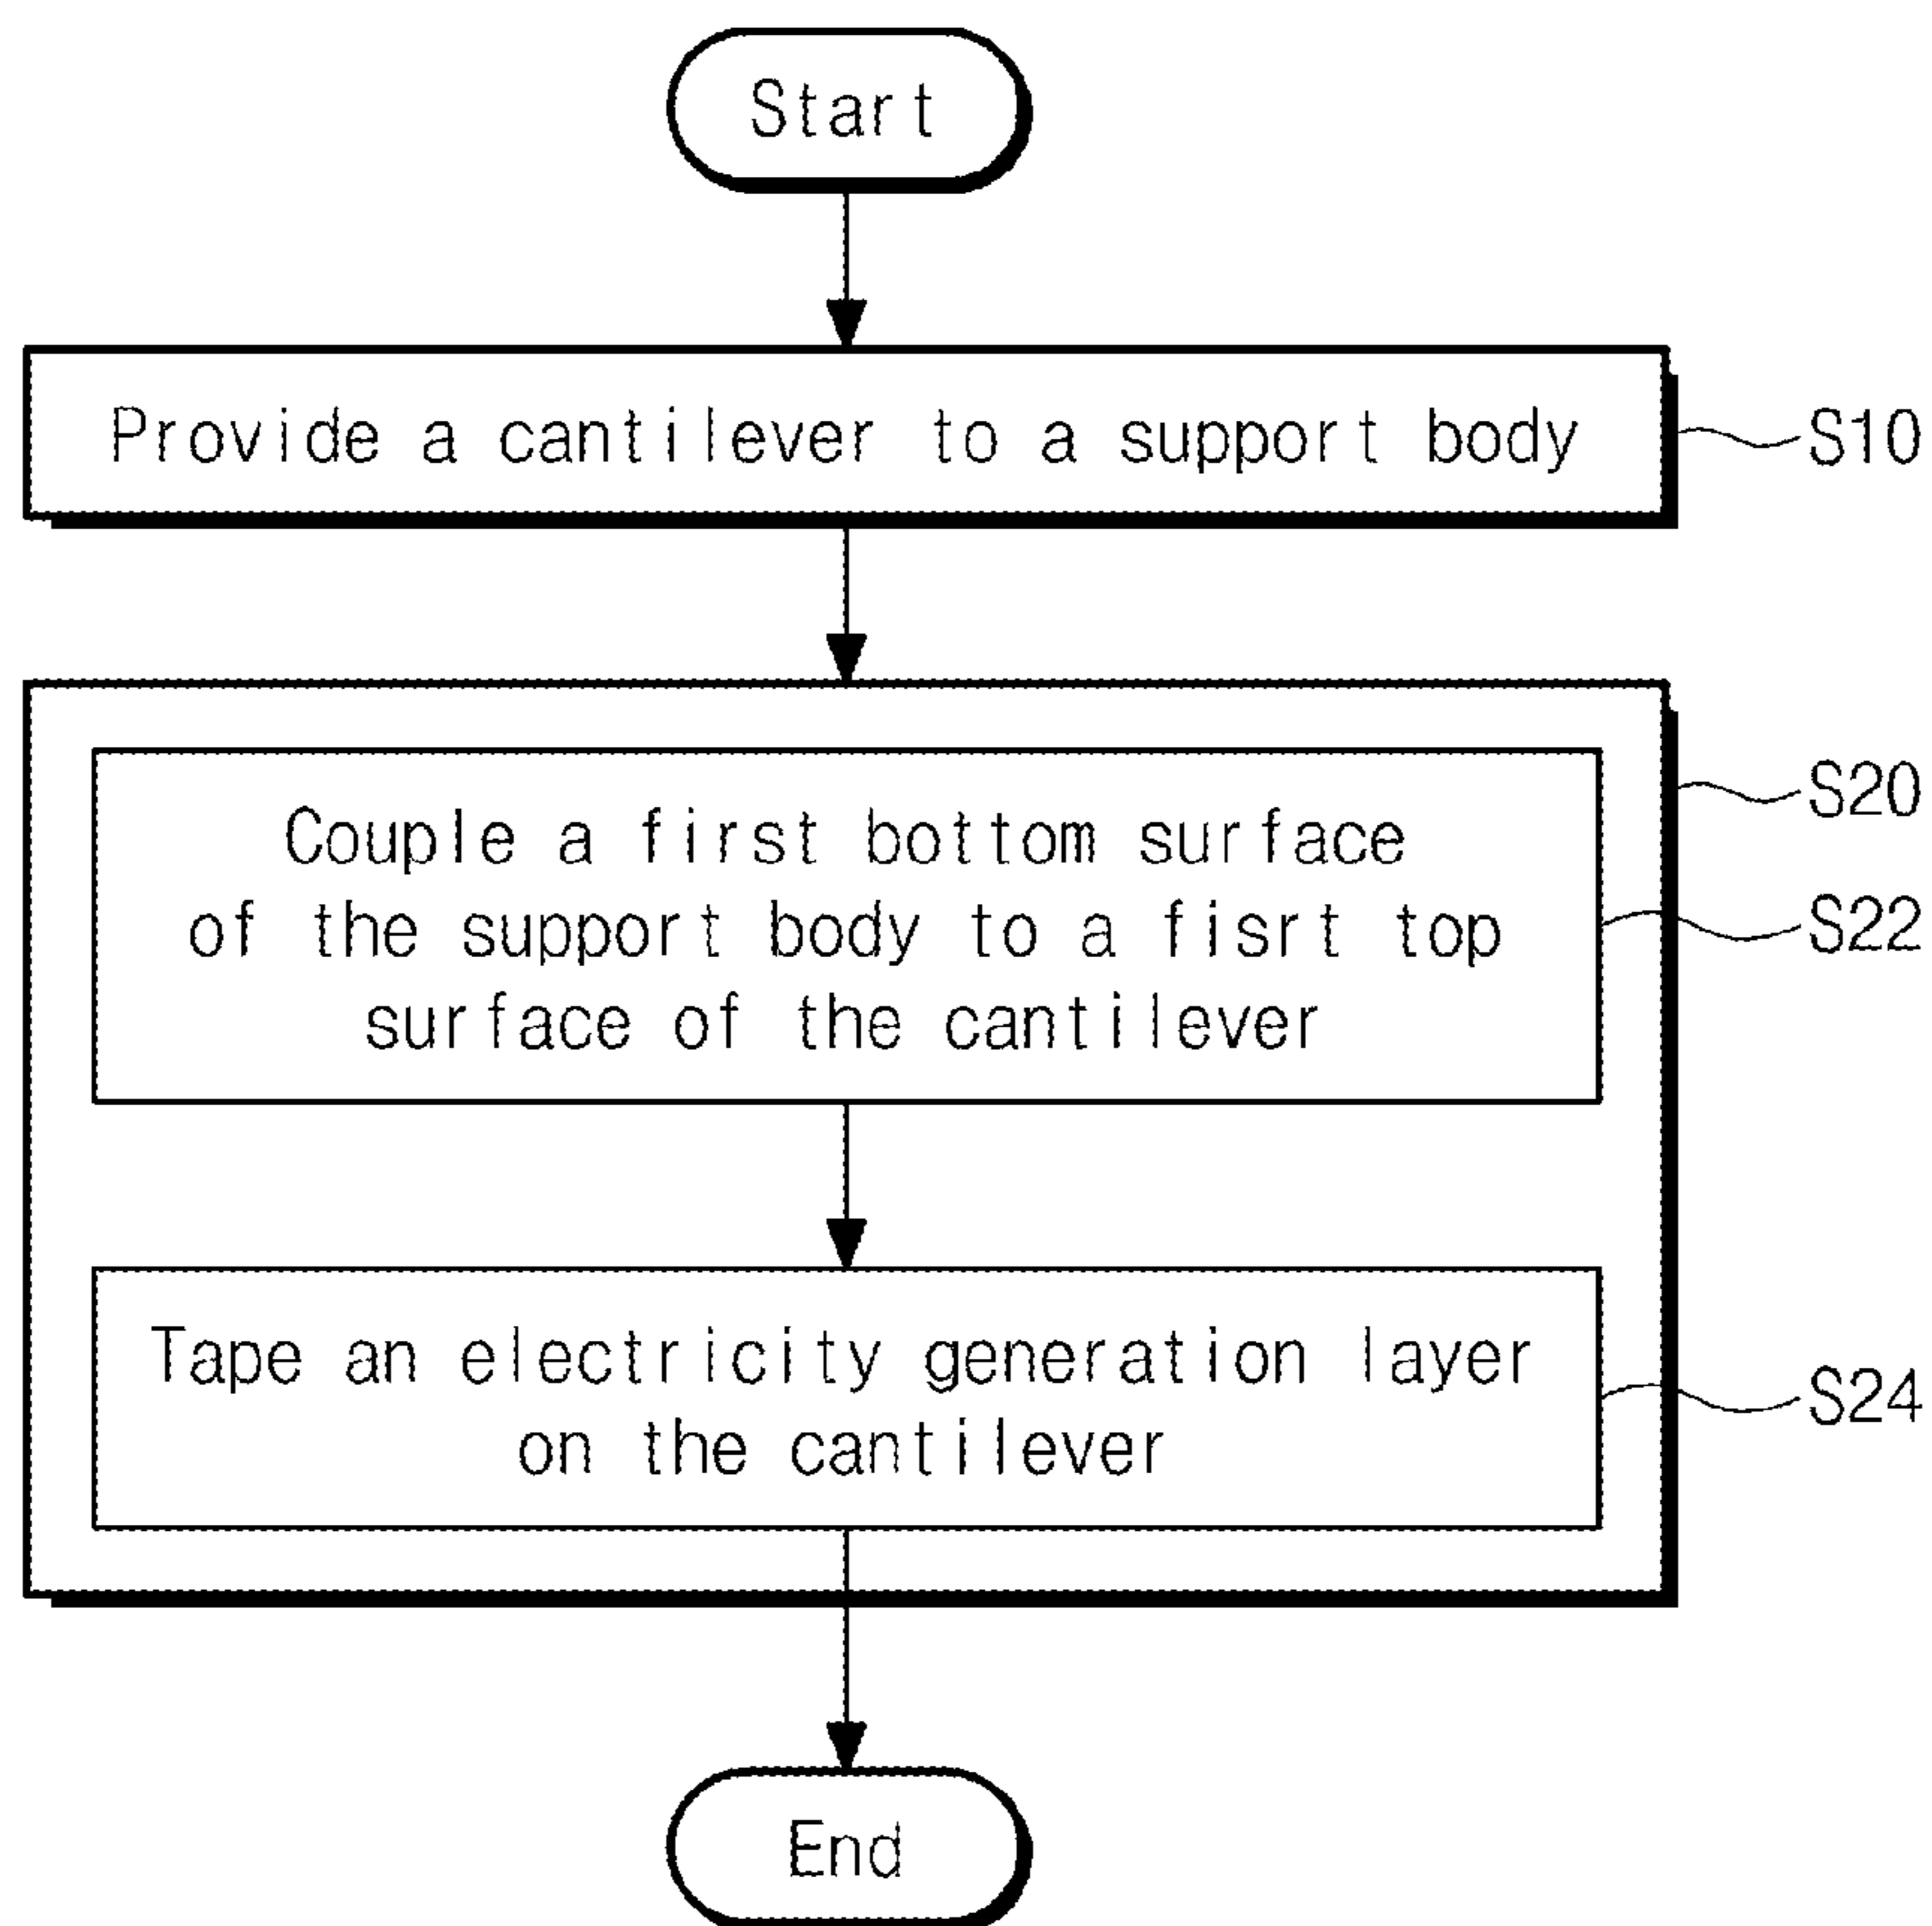 Start
Provide a cantilever to a support body
S10
S20
Couple a first bottom surface
of the support body to a fisrt top
surface of the cantilever
S22
Tape an electricity generation layer
on the cantilever
S24
End